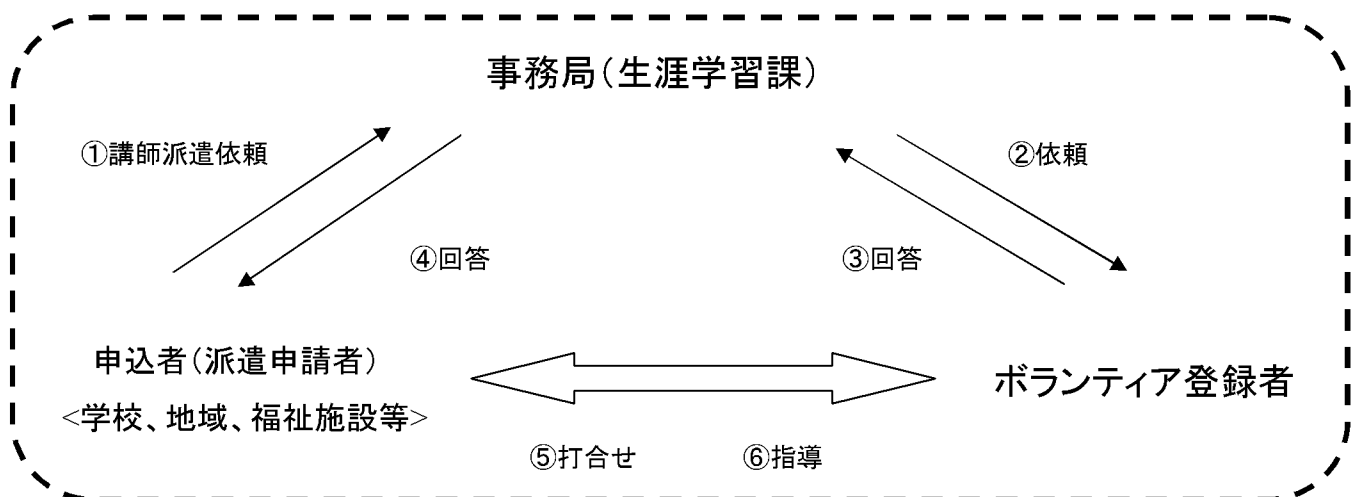 事務局(生涯学習課)
①講師派遣依頼
②依頼
④回答
③回答
申込者(派遣申請者)
<学校、地域、福祉施設等>
ボランティア登録者
⑤打合せ
⑥指導